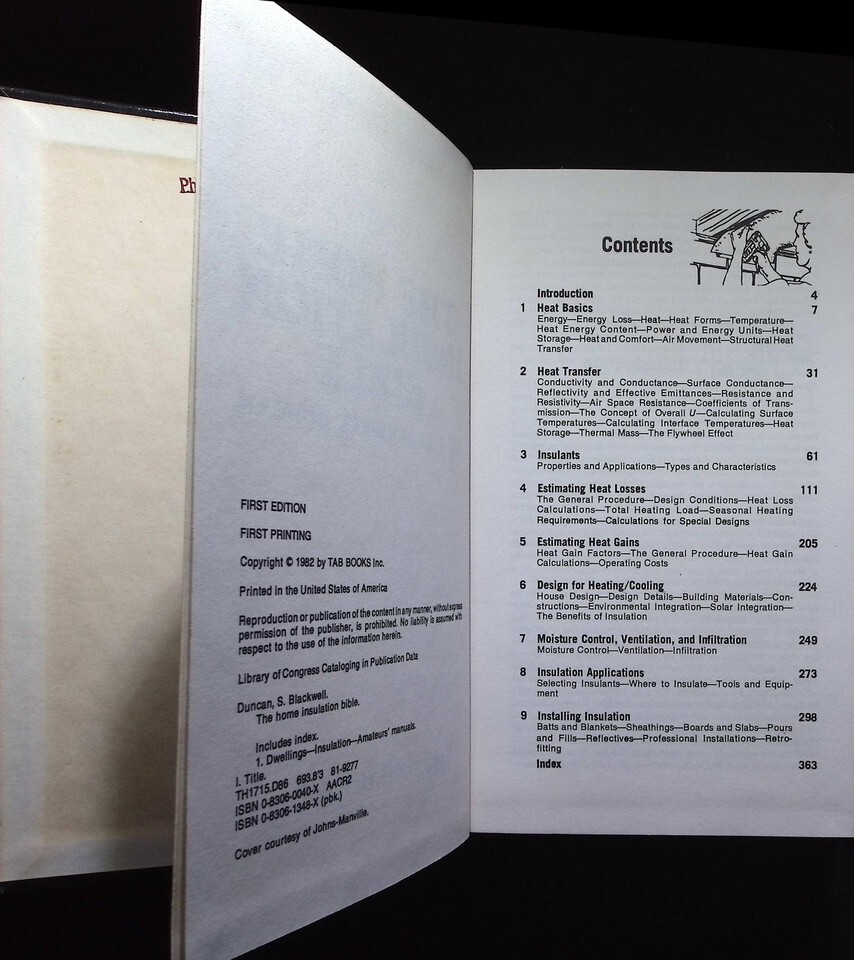 Ph
FIRST EDITION
FIRST PRINTING
Copyright © 1982 by TAB BOOKS Inc.
Printed in the United States of America
Reproduction or publication of the content in any manner, without express
permission of the publisher, is prohibited. No liability is assumed with
respect to the use of the information herein.
Library of Congress Cataloging in Publication Data
Duncan, S. Blackwell.
The home insulation bible.
Includes index.
1. Dwellings—Insulation—Amateurs' manuals.
I. Title.
TH1715.D86 693.8'3 81-9277
ISBN 0-8306-0040-X AACR2
ISBN 0-8306-1348-X (pbk.)
Cover courtesy of Johns-Manville.
Contents
Introduction 4
1 Heat Basics 7
Energy—Energy Loss—Heat—Heat Forms—Temperature—
Heat Energy Content—Power and Energy Units—Heat
Storage—Heat and Comfort—Air Movement—Structural Heat
Transfer
2 Heat Transfer 31
Conductivity and Conductance—Surface Conductance—
Reflectivity and Effective Emittances—Resistance and
Resistivity—Air Space Resistance—Coefficients of Trans-
mission—The Concept of Overall U—Calculating Surface
Temperatures—Calculating Interface Temperatures—Heat
Storage—Thermal Mass—The Flywheel Effect
3 Insulants 61
Properties and Applications—Types and Characteristics
4 Estimating Heat Losses 111
The General Procedure—Design Conditions—Heat Loss
Calculations—Total Heating Load—Seasonal Heating
Requirements—Calculations for Special Designs
5 Estimating Heat Gains 205
Heat Gain Factors—The General Procedure—Heat Gain
Calculations—Operating Costs
6 Design for Heating/Cooling 224
House Design—Design Details—Building Materials—Con-
structions—Environmental Integration—Solar Integration—
The Benefits of Insulation
7 Moisture Control, Ventilation, and Infiltration 249
Moisture Control—Ventilation—Infiltration
8 Insulation Applications 273
Selecting Insulants—Where to Insulate—Tools and Equip-
ment
9 Installing Insulation 298
Batts and Blankets—Sheathings—Boards and Slabs—Pours
and Fills—Reflectives—Professional Installations—Retro-
fitting
Index 363